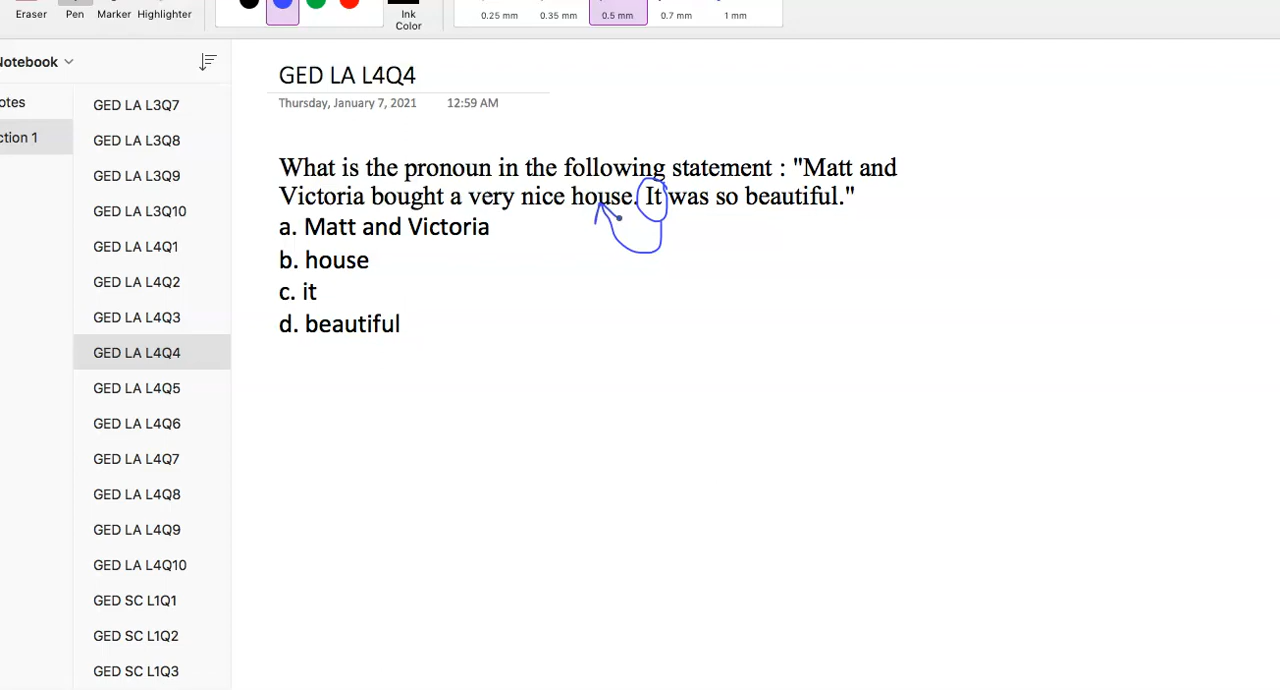 Eraser Pen Marker Highlighter
Ink
Color
0.25 mm 0.35 mm 0.5 mm 0.7 mm 1 mm
Notebook
GED LA L3Q7
GED LA L3Q8
GED LA L3Q9
GED LA L3Q10
GED LA L4Q1
GED LA L4Q2
GED LA L4Q3
GED LA L4Q4
GED LA L4Q5
GED LA L4Q6
GED LA L4Q7
GED LA L4Q8
GED LA L4Q9
GED LA L4Q10
GED SC L1Q1
GED SC L1Q2
GED SC L1Q3
GED LA L4Q4
Thursday, January 7, 2021 12:59 AM
What is the pronoun in the following statement : "Matt and
Victoria bought a very nice house. It was so beautiful."
a. Matt and Victoria
b. house
c. it
d. beautiful